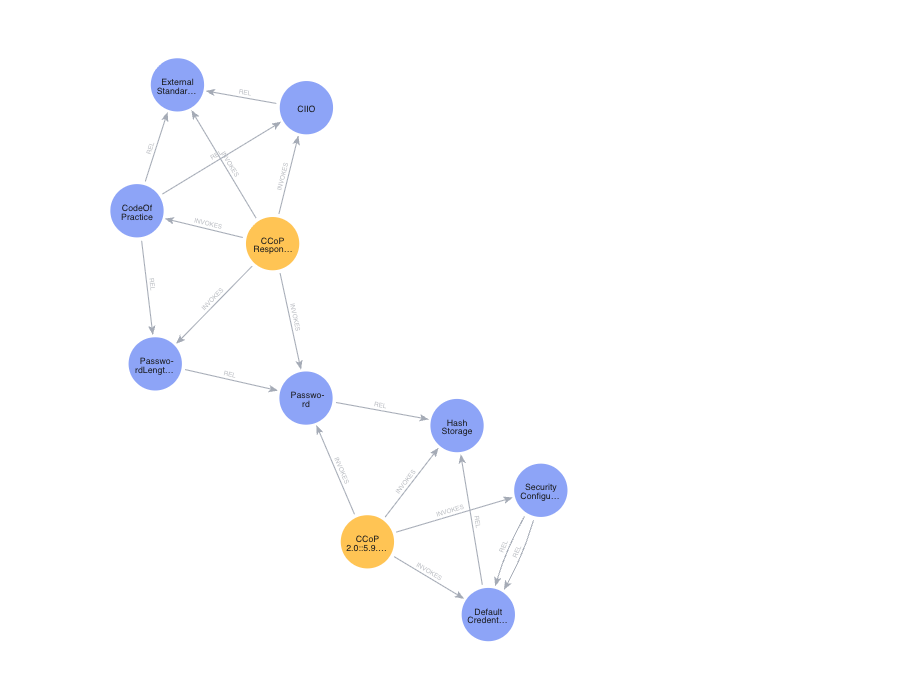 External
Standar…
REL
CIIO
REL
REL
INVOKES
INVOKES
CodeOf
Practice
INVOKES
CCoP
Respon…
REL
INVOKES
INVOKES
Passwo-
rdLengt…
REL
Passwo-
rd
REL
Hash
Storage
INVOKES
INVOKES
Security
Configu…
INVOKES
REL
CCoP
2.0::5.9.…
REL
REL
INVOKES
Default
Credent…